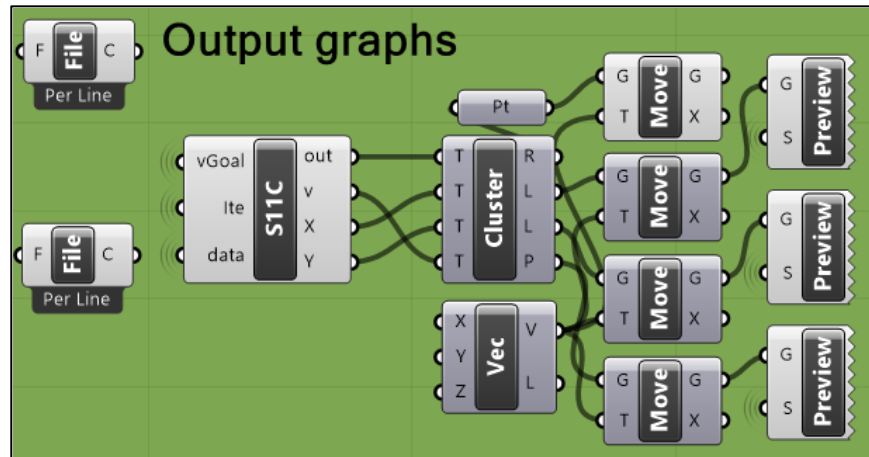 Output graphs
F File C
Per Line
F File C
Per Line
vGoal
Ite
data
S11C
out
v
X
Y
T
T
T
T
Cluster
R
L
L
P
X
Y
Z
Vec
V
L
Pt
G
T
Move
G
X
G
T
Move
G
X
G
T
Move
G
X
G
T
Move
G
X
G
S
Preview
G
S
Preview
G
S
Preview